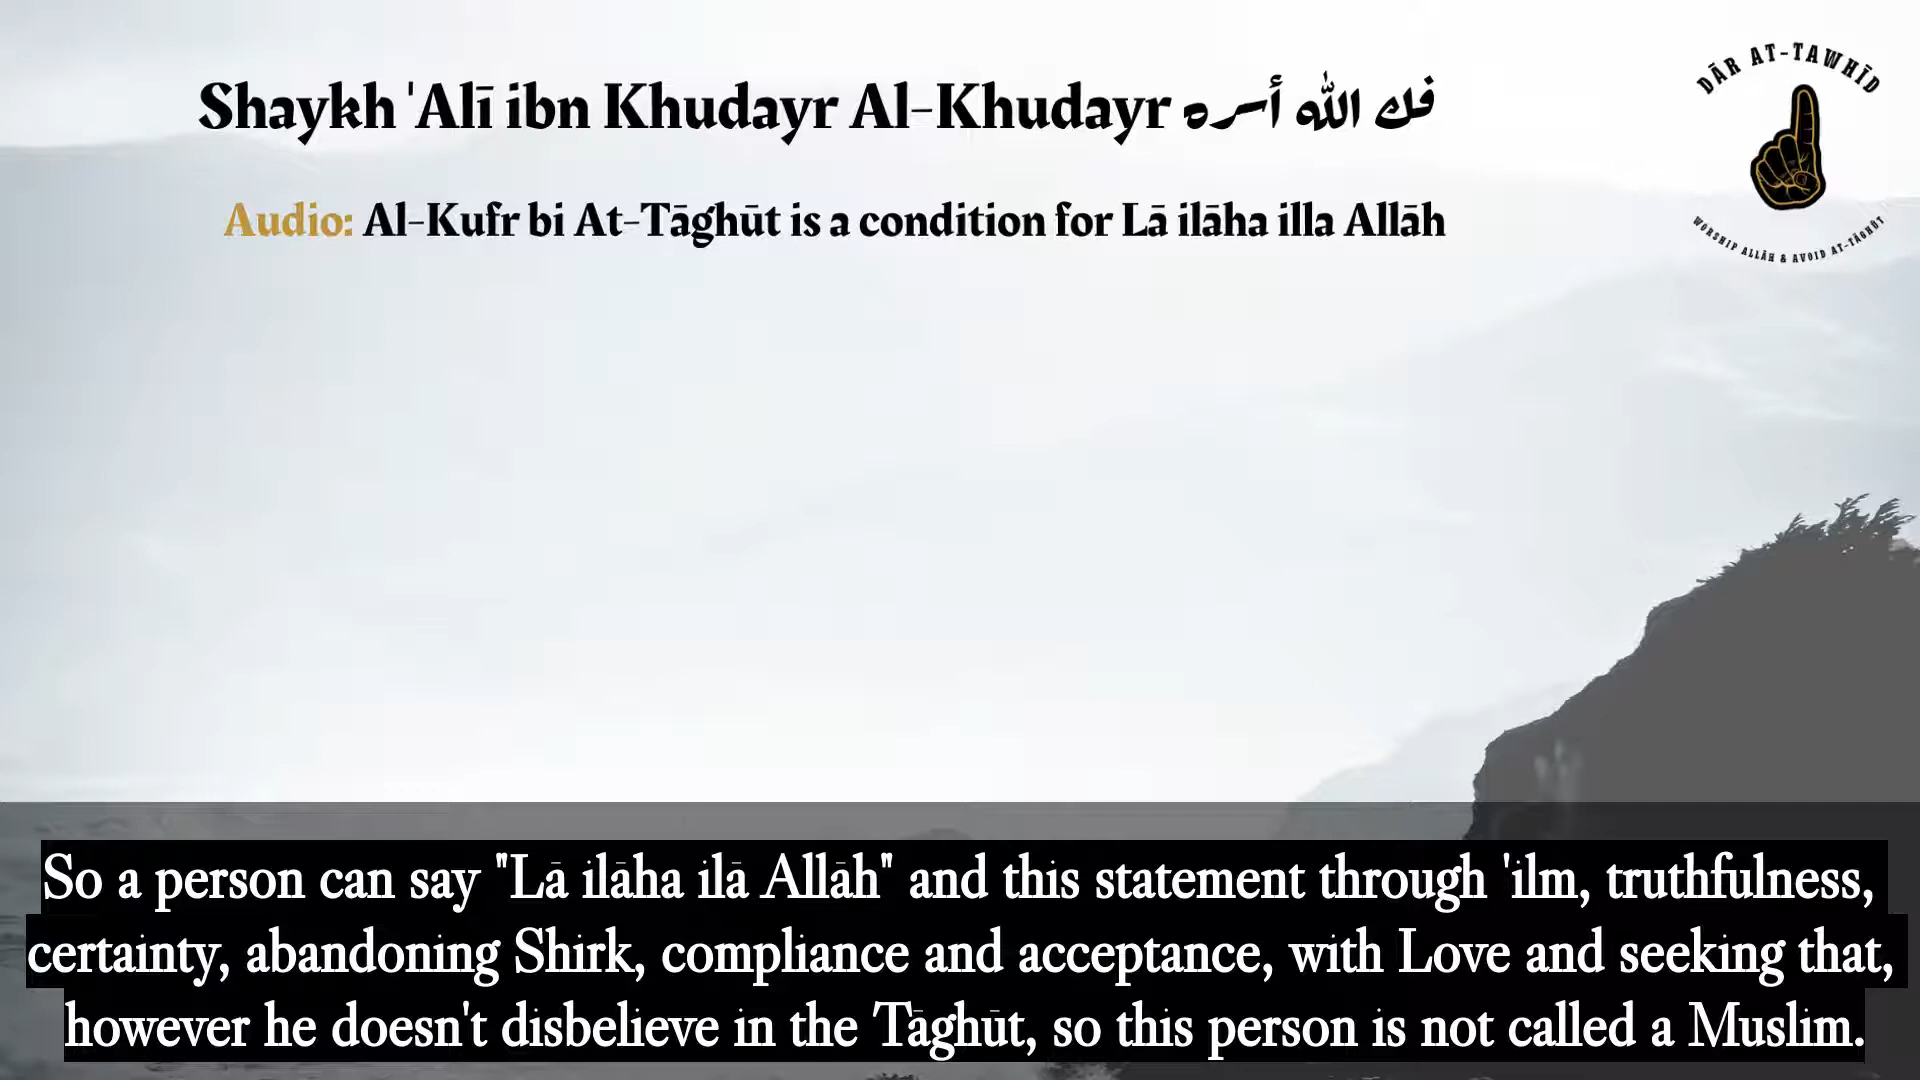 Shaykh 'Alī ibn Khudayr Al-Khudayr فك الله أسره
Audio: Al-Kufr bi At-Tāghūt is a condition for Lā ilāha illa Allāh
DĀR AT-TAWHĪD
WORSHIP ALLĀH & AVOID AT-TĀGHŪT
So a person can say "Lā ilāha ilā Allāh" and this statement through 'ilm, truthfulness,
certainty, abandoning Shirk, compliance and acceptance, with Love and seeking that,
however he doesn't disbelieve in the Tāghūt, so this person is not called a Muslim.